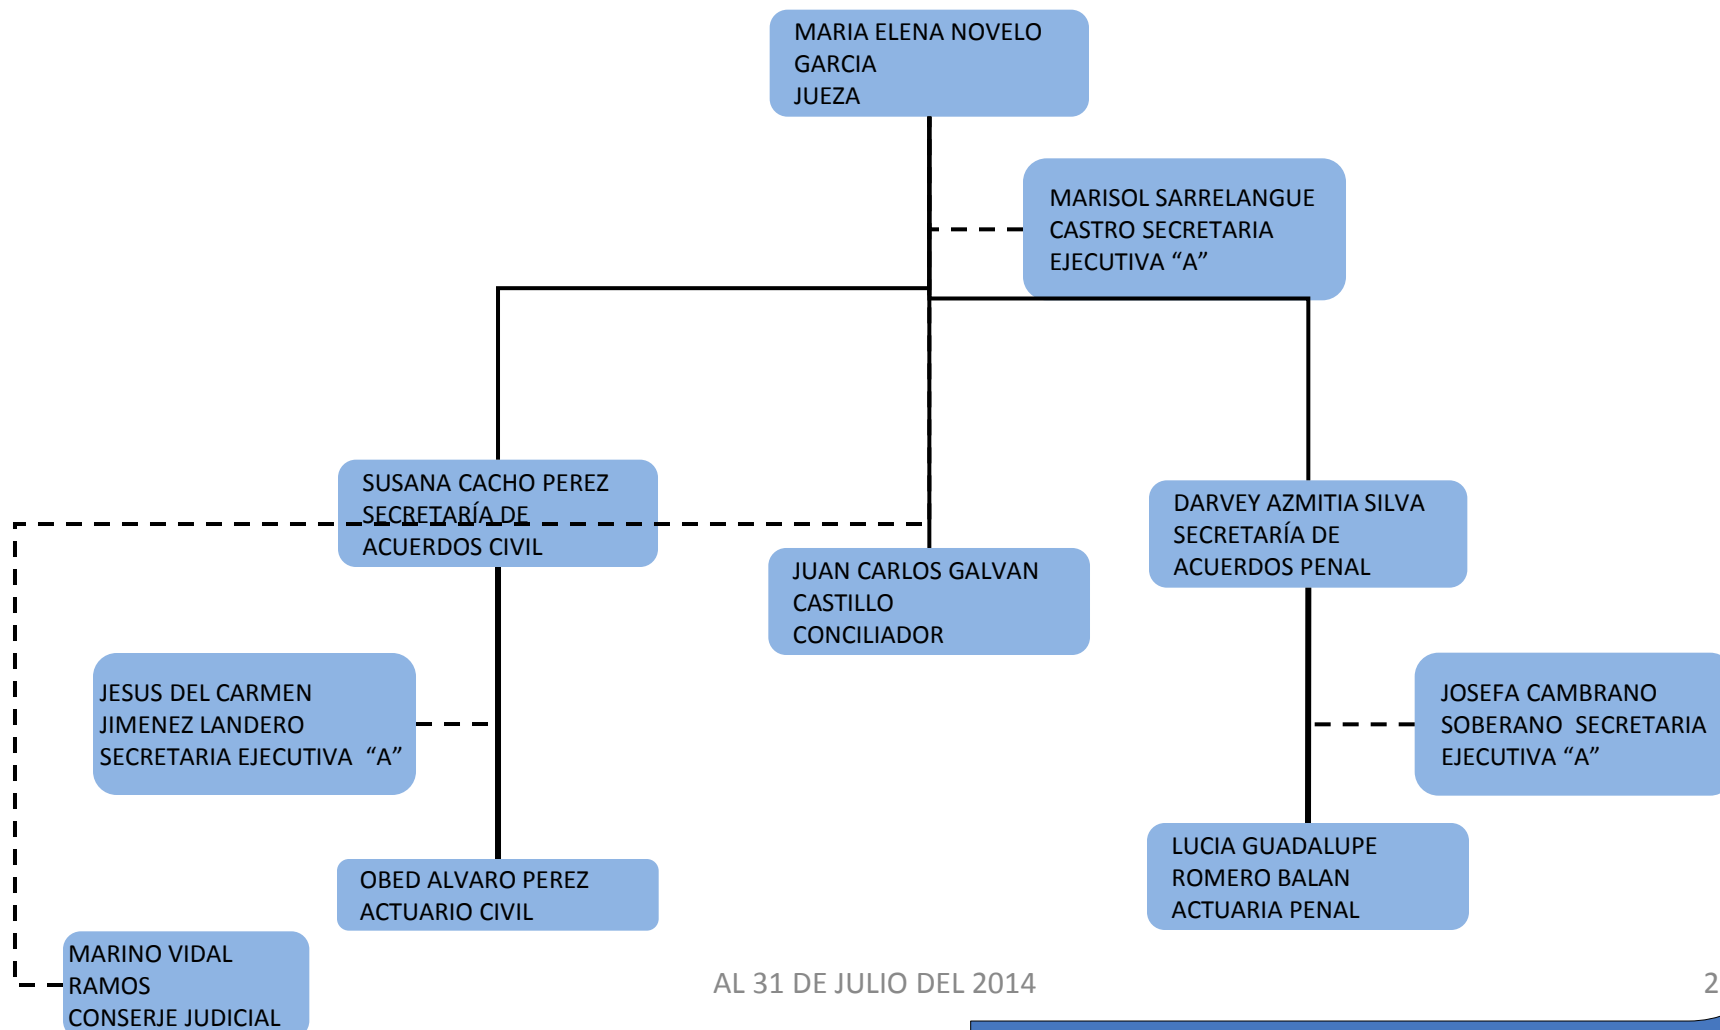 MARIA ELENA NOVELO
GARCIA
JUEZA
MARISOL SARRELANGUE
CASTRO SECRETARIA
EJECUTIVA “A”
SUSANA CACHO PEREZ
SECRETARÍA DE
ACUERDOS CIVIL
JUAN CARLOS GALVAN
CASTILLO
CONCILIADOR
DARVEY AZMITIA SILVA
SECRETARÍA DE
ACUERDOS PENAL
JESUS DEL CARMEN
JIMENEZ LANDERO
SECRETARIA EJECUTIVA “A”
JOSEFA CAMBRANO
SOBERANO SECRETARIA
EJECUTIVA “A”
OBED ALVARO PEREZ
ACTUARIO CIVIL
LUCIA GUADALUPE
ROMERO BALAN
ACTUARIA PENAL
MARINO VIDAL
RAMOS
CONSERJE JUDICIAL
AL 31 DE JULIO DEL 2014
2